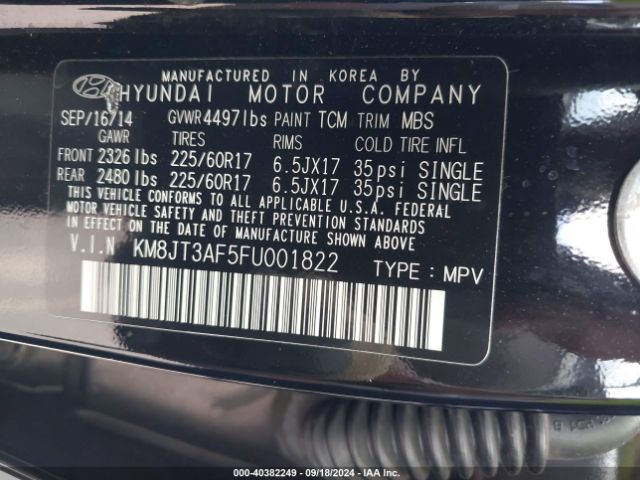 MANUFACTURED IN KOREA BY
HYUNDAI MOTOR COMPANY
SEP/16/14 GVWR 4497lbs PAINT TCM TRIM MBS
GAWR TIRES RIMS COLD TIRE INFL
FRONT 2326 lbs 225/60R17 6.5JX17 35psi SINGLE
REAR 2480 lbs 225/60R17 6.5JX17 35psi SINGLE
THIS VEHICLE CONFORMS TO ALL APPLICABLE U.S.A. FEDERAL
MOTOR VEHICLE SAFETY AND THEFT PREVENTION STANDARDS
IN EFFECT ON THE DATE OF MANUFACTURE SHOWN ABOVE.
V.I.N KM8JT3AF5FU001822 TYPE : MPV
000-40382249 - 09/18/2024 - IAA Inc.